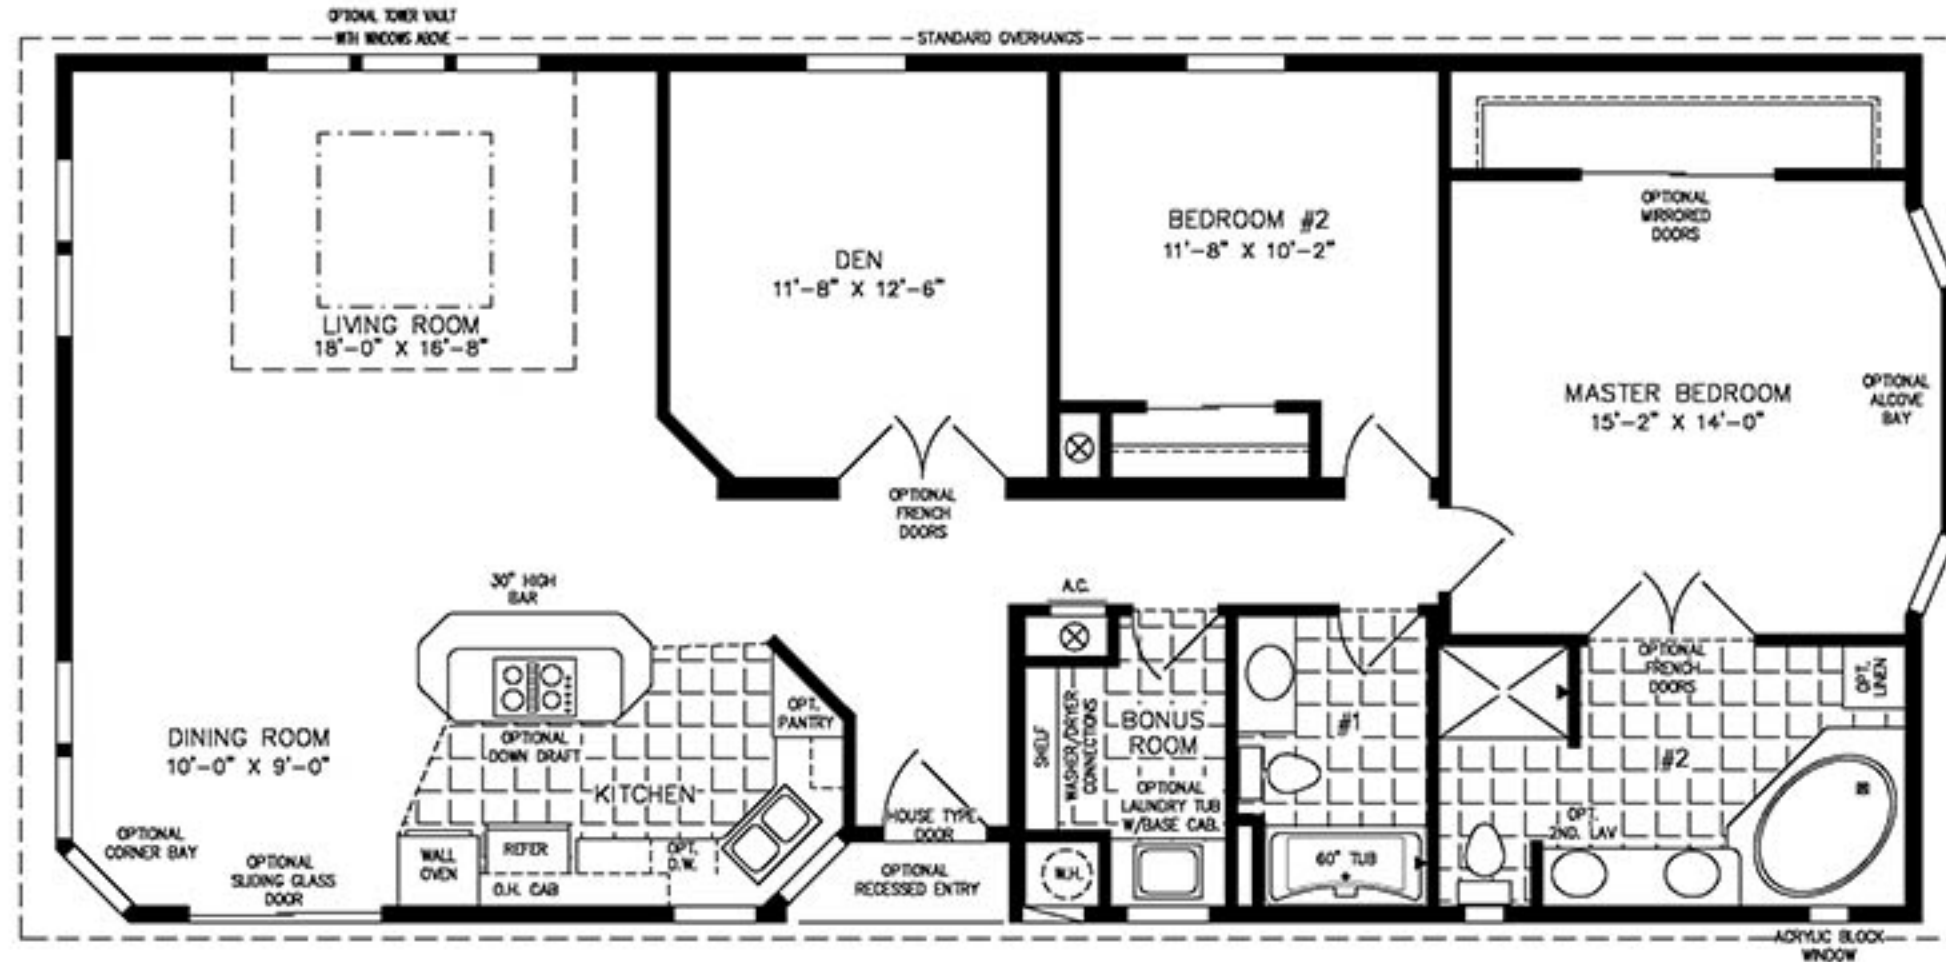 OPTIONAL TOWER VAULT
WITH WINDOWS ABOVE
STANDARD OVERHANGS
LIVING ROOM
18'-0" X 16'-8"
DEN
11'-8" X 12'-6"
BEDROOM #2
11'-8" X 10'-2"
OPTIONAL
MIRRORED
DOORS
MASTER BEDROOM
15'-2" X 14'-0"
OPTIONAL
ALCOVE
BAY
OPTIONAL
FRENCH
DOORS
30" HIGH
BAR
A.C.
OPTIONAL
DOWN DRAFT
OPT.
PANTRY
DINING ROOM
10'-0" X 9'-0"
KITCHEN
OPTIONAL
CORNER BAY
OPTIONAL
SLIDING GLASS
DOOR
WALL
OVEN
REFER
O.H. CAB
OPT.
D.W.
HOUSE TYPE
DOOR
OPTIONAL
RECESSED ENTRY
SHELF
WASHER/DRYER
CONNECTIONS
BONUS
ROOM
OPTIONAL
LAUNDRY TUB
W/BASE CAB.
W.H.
#1
60" TUB
OPTIONAL
FRENCH
DOORS
OPT.
LINEN
#2
OPT.
2ND. LAV
ACRYLIC BLOCK
WINDOW